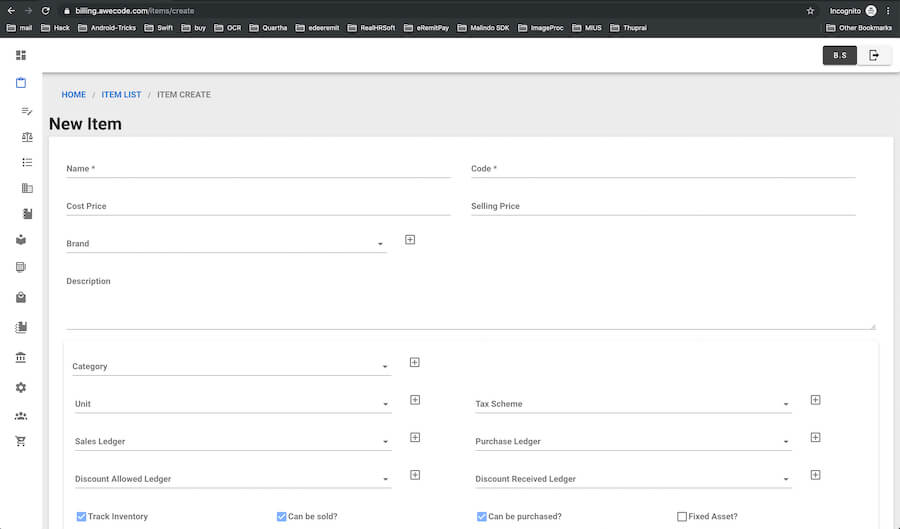 billing.awecode.com/items/create
Incognito
mail Hack Android-Tricks Swift buy OCR Quartha edeeremit RealHRSoft eRemitPay Malindo SDK ImageProc MIUS Thuprai Other Bookmarks
B.S
HOME / ITEM LIST / ITEM CREATE
New Item
Name * Code *
Cost Price Selling Price
Brand
Description
Category
Unit Tax Scheme
Sales Ledger Purchase Ledger
Discount Allowed Ledger Discount Received Ledger
Track Inventory Can be sold? Can be purchased? Fixed Asset?